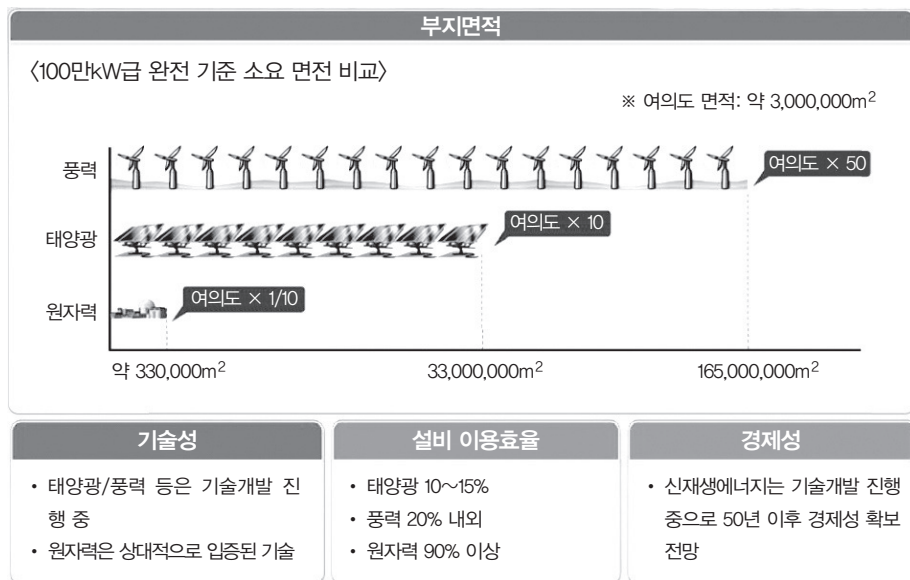 부지면적
〈100만kW급 완전 기준 소요 면전 비교〉
※ 여의도 면적: 약 3,000,000m²
풍력
여의도 × 50
태양광
여의도 × 10
원자력
여의도 × 1/10
약 330,000m²
33,000,000m²
165,000,000m²
기술성
• 태양광/풍력 등은 기술개발 진
행 중
• 원자력은 상대적으로 입증된 기술
설비 이용효율
• 태양광 10~15%
• 풍력 20% 내외
• 원자력 90% 이상
경제성
• 신재생에너지는 기술개발 진행
중으로 50년 이후 경제성 확보
전망